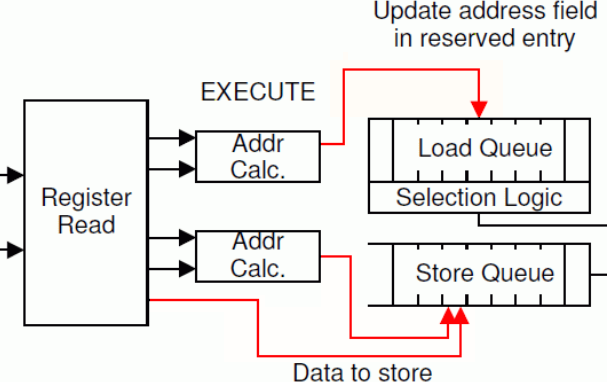 Update address field
in reserved entry
EXECUTE
Addr
Calc.
Load Queue
Selection Logic
Register
Read
Addr
Calc.
Store Queue
Data to store